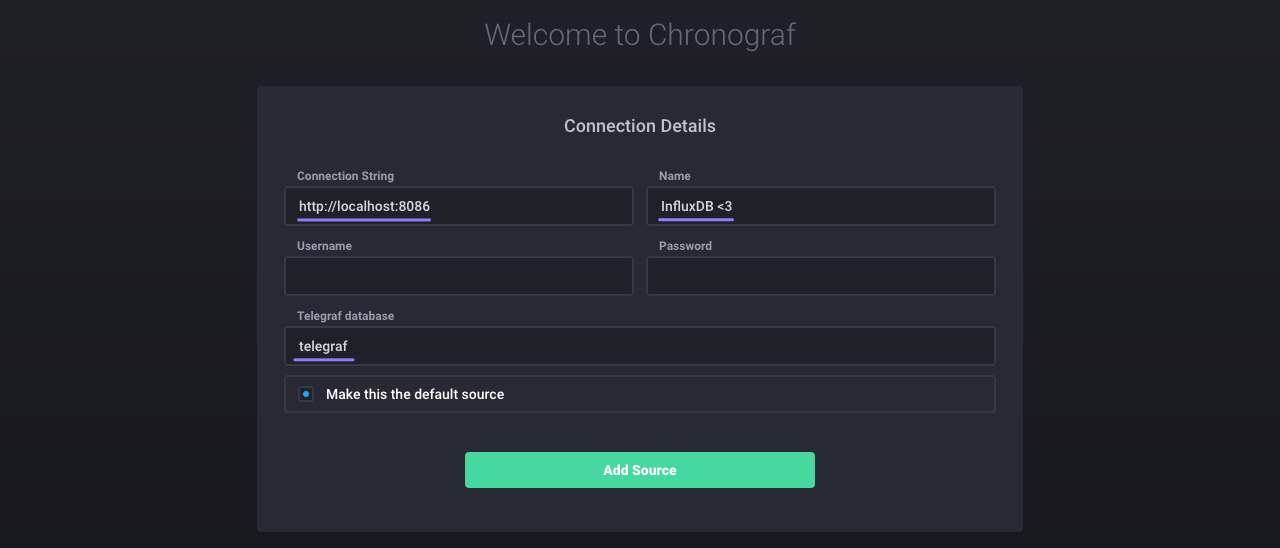 Welcome to Chronograf
Connection Details
Connection String
Name
http://localhost:8086
InfluxDB <3
Username
Password
Telegraf database
telegraf
Make this the default source
Add Source